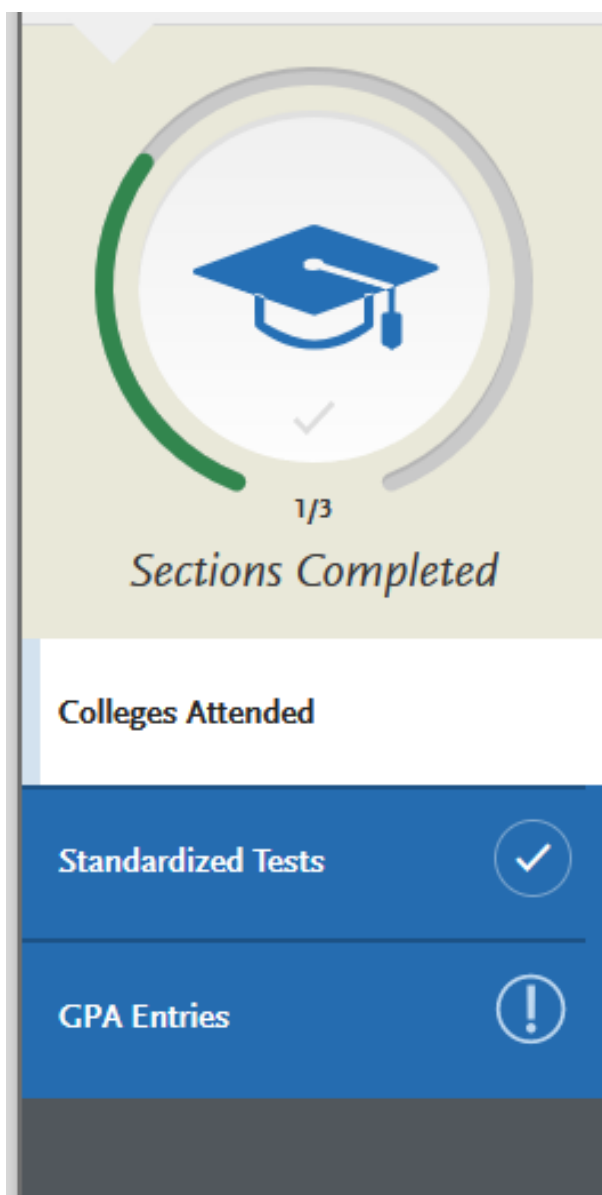 1/3
Sections Completed
Colleges Attended
Standardized Tests
GPA Entries